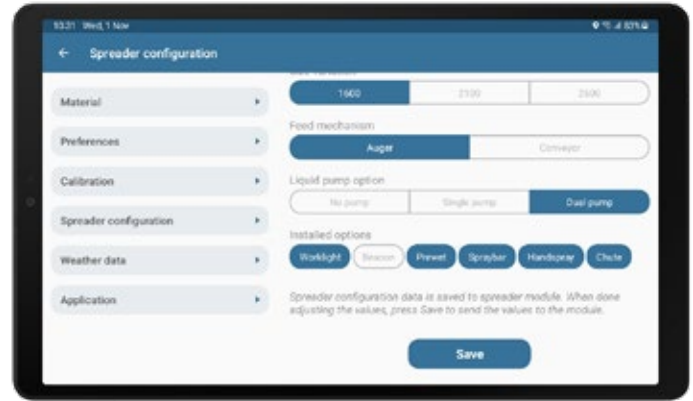 10:21 Wed, 1 Nov
← Spreader configuration
Material
Preferences
Calibration
Spreader configuration
Weather data
Application
1600 2100 2600
Feed mechanism
Auger Conveyor
Liquid pump option
No pump Single pump Dual pump
Installed options
Worklight Beacon Prewet Spraybar Handspray Chute
Spreader configuration data is saved to spreader module. When done
adjusting the values, press Save to send the values to the module.
Save